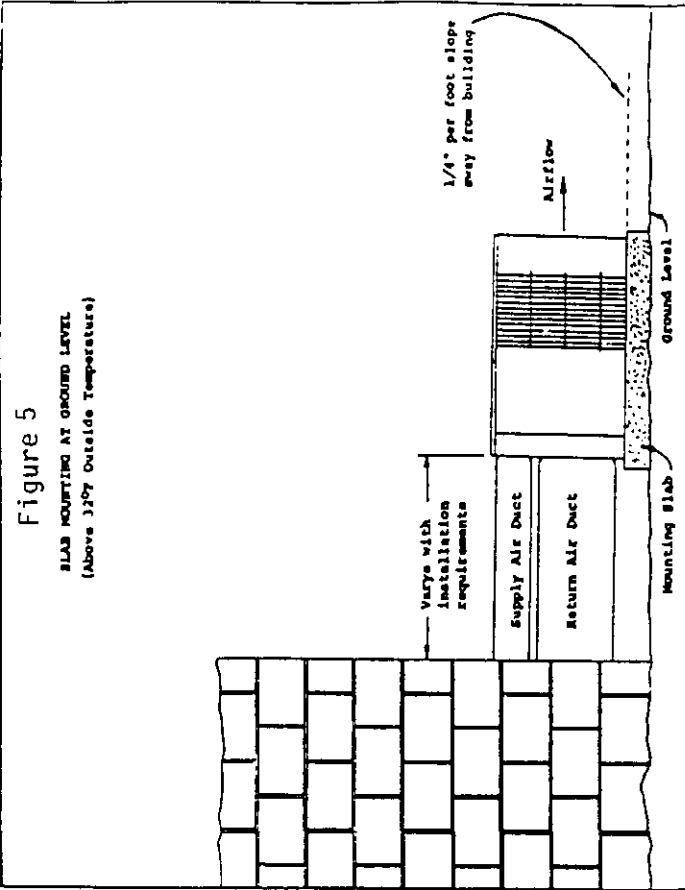 Figure 5
SLAB MOUNTING AT GROUND LEVEL
(Above 32°F Outside Temperature)
Varys with
installation
requirements
Supply Air Duct
Return Air Duct
1/4" per foot slope
away from building
Airflow
Mounting Slab
Ground Level